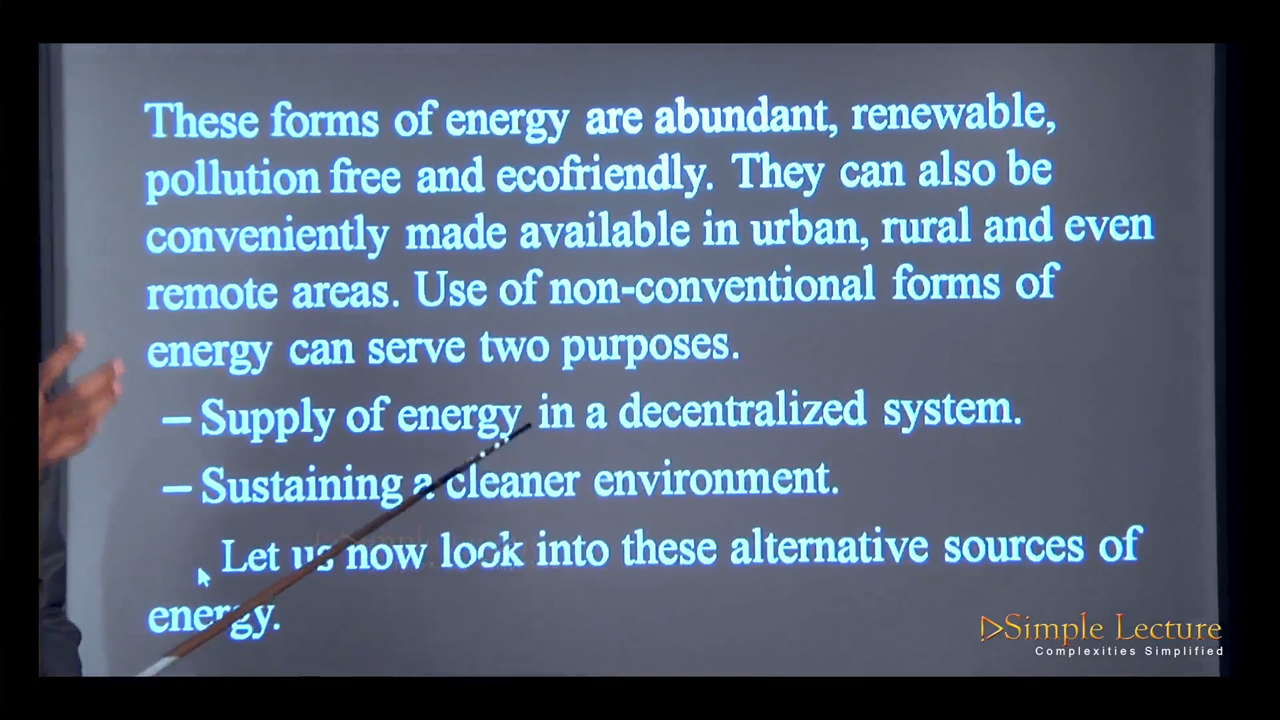 These forms of energy are abundant, renewable,
pollution free and ecofriendly. They can also be
conveniently made available in urban, rural and even
remote areas. Use of non-conventional forms of
energy can serve two purposes.
– Supply of energy in a decentralized system.
– Sustaining a cleaner environment.
Let us now look into these alternative sources of
energy.
Simple Lecture
Complexities Simplified